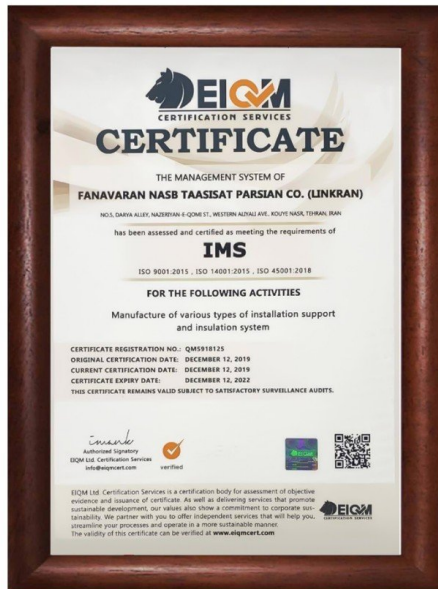 EIQM
CERTIFICATION SERVICES
CERTIFICATE
THE MANAGEMENT SYSTEM OF
FANAVARAN NASB TAASISAT PARSIAN CO. (LINKRAN)
NO.5, DARYA ALLEY, NAZERIYAN-E-QOMI ST., WESTERN ALIYALI AVE., KOUYE NASR, TEHRAN, IRAN
has been assessed and certified as meeting the requirements of
IMS
ISO 9001:2015 , ISO 14001:2015 , ISO 45001:2018
FOR THE FOLLOWING ACTIVITIES
Manufacture of various types of installation support
and insulation system
CERTIFICATE REGISTRATION NO.: QMS918125
ORIGINAL CERTIFICATION DATE: DECEMBER 12, 2019
CURRENT CERTIFICATION DATE: DECEMBER 12, 2019
CERTIFICATE EXPIRY DATE: DECEMBER 12, 2022
THIS CERTIFICATE REMAINS VALID SUBJECT TO SATISFACTORY SURVEILLANCE AUDITS.
Authorized Signatory
EIQM Ltd. Certification Services
info@eiqmcert.com
verified
EIQM
EIQM Ltd. Certification Services is a certification body for assessment of objective
evidence and issuance of certificate. As well as delivering services that promote
sustainable development, our values also show a commitment to corporate sus-
tainability. We partner with you to offer independent services that will help you,
streamline your processes and operate in a more sustainable manner.
The validity of this certificate can be verified at www.eiqmcert.com
EIQM
CERTIFICATION SERVICES